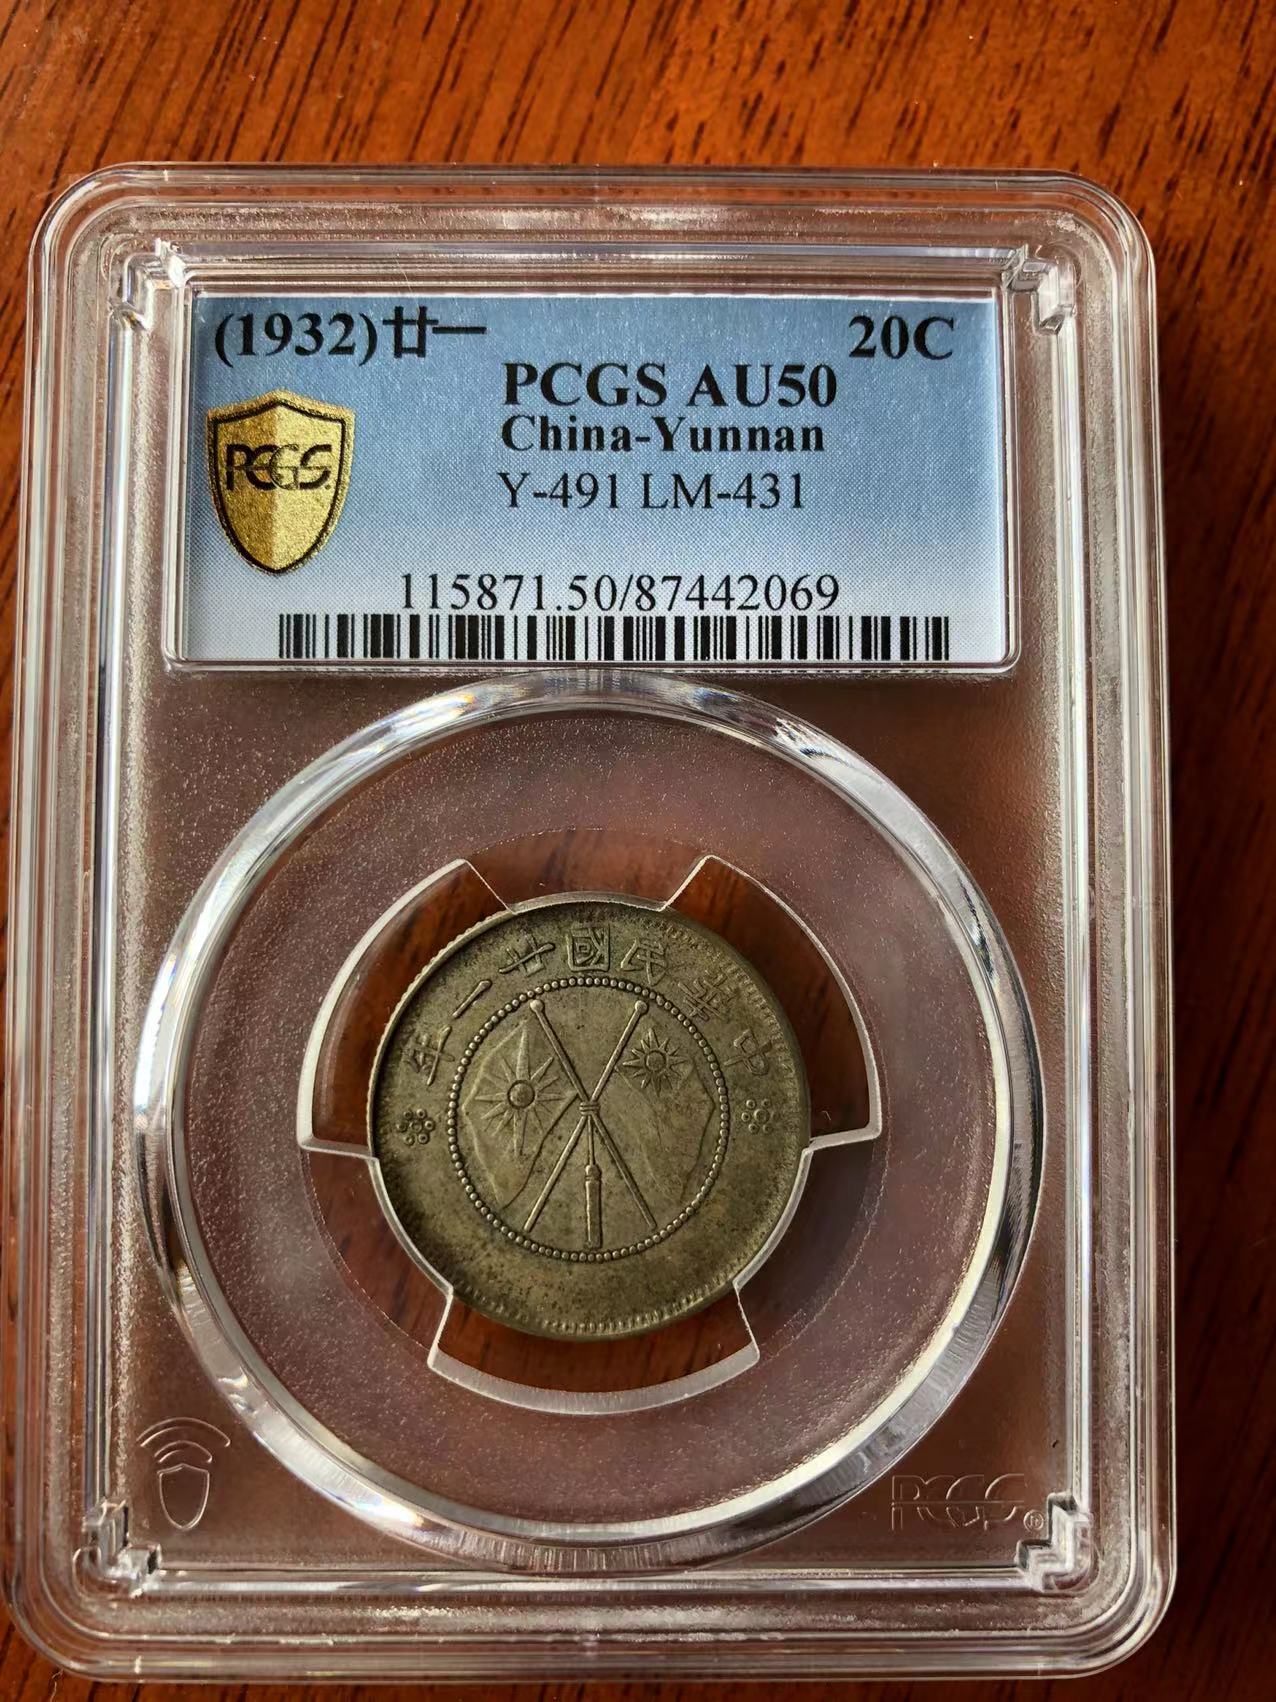 (1932)廿一 20C
PCGS AU50
China-Yunnan
Y-491 LM-431
PCGS
115871.50/87442069
年一廿國民華中
PCGS®